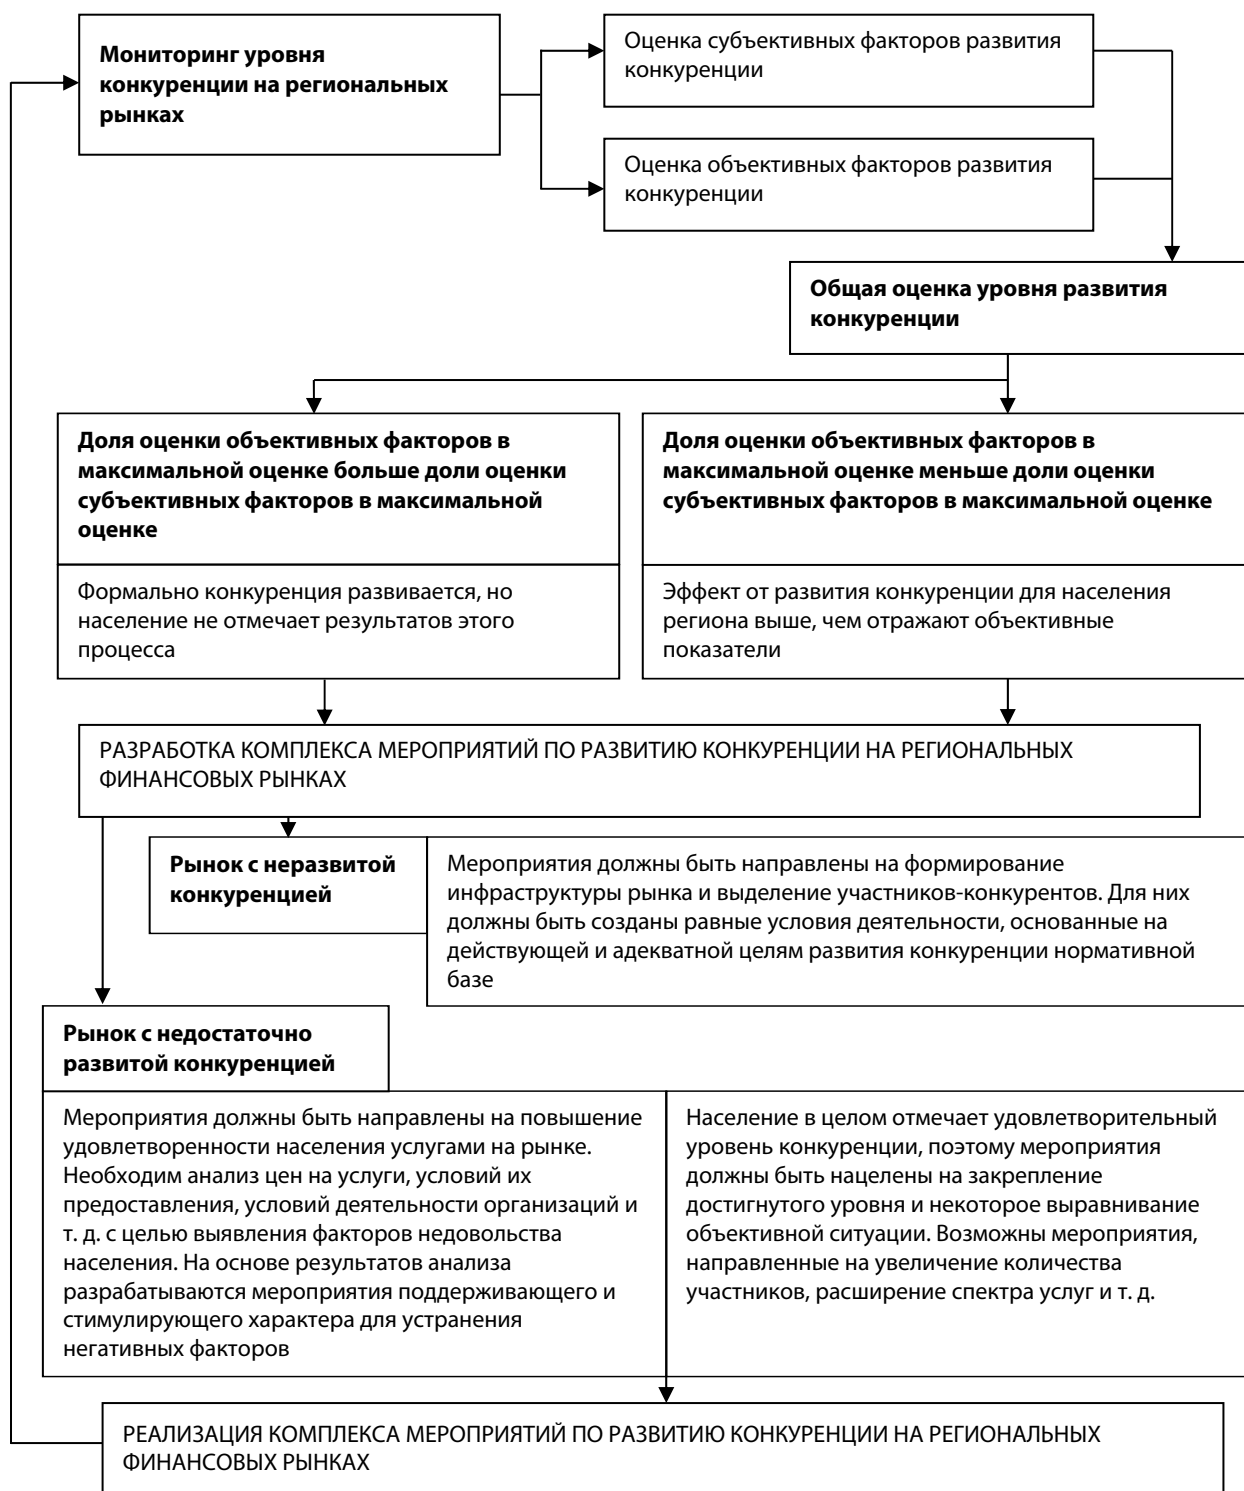 Мониторинг уровня
конкуренции на региональных
рынках
Оценка субъективных факторов развития
конкуренции
Оценка объективных факторов развития
конкуренции
Общая оценка уровня развития
конкуренции
Доля оценки объективных факторов в
максимальной оценке больше доли оценки
субъективных факторов в максимальной
оценке
Доля оценки объективных факторов в
максимальной оценке меньше доли оценки
субъективных факторов в максимальной оценке
Формально конкуренция развивается, но
население не отмечает результатов этого
процесса
Эффект от развития конкуренции для населения
региона выше, чем отражают объективные
показатели
РАЗРАБОТКА КОМПЛЕКСА МЕРОПРИЯТИЙ ПО РАЗВИТИЮ КОНКУРЕНЦИИ НА РЕГИОНАЛЬНЫХ
ФИНАНСОВЫХ РЫНКАХ
Рынок с неразвитой
конкуренцией
Мероприятия должны быть направлены на формирование
инфраструктуры рынка и выделение участников-конкурентов. Для них
должны быть созданы равные условия деятельности, основанные на
действующей и адекватной целям развития конкуренции нормативной
базе
Рынок с недостаточно
развитой конкуренцией
Мероприятия должны быть направлены на повышение
удовлетворенности населения услугами на рынке.
Необходим анализ цен на услуги, условий их
предоставления, условий деятельности организаций и
т. д. с целью выявления факторов недовольства
населения. На основе результатов анализа
разрабатываются мероприятия поддерживающего и
стимулирующего характера для устранения
негативных факторов
Население в целом отмечает удовлетворительный
уровень конкуренции, поэтому мероприятия
должны быть нацелены на закрепление
достигнутого уровня и некоторое выравнивание
объективной ситуации. Возможны мероприятия,
направленные на увеличение количества
участников, расширение спектра услуг и т. д.
РЕАЛИЗАЦИЯ КОМПЛЕКСА МЕРОПРИЯТИЙ ПО РАЗВИТИЮ КОНКУРЕНЦИИ НА РЕГИОНАЛЬНЫХ
ФИНАНСОВЫХ РЫНКАХ